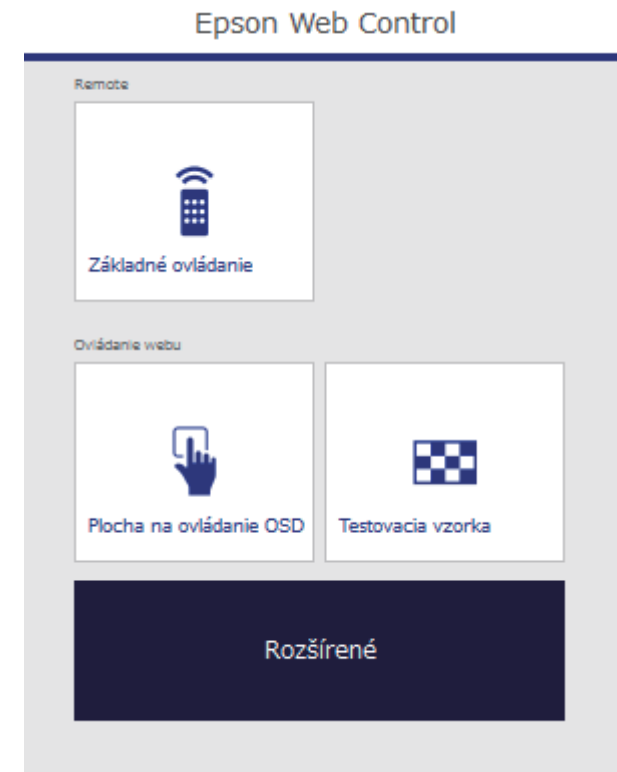 Epson Web Control
Remote
Základné ovládanie
Ovládanie webu
Plocha na ovládanie OSD
Testovacia vzorka
Rozšírené